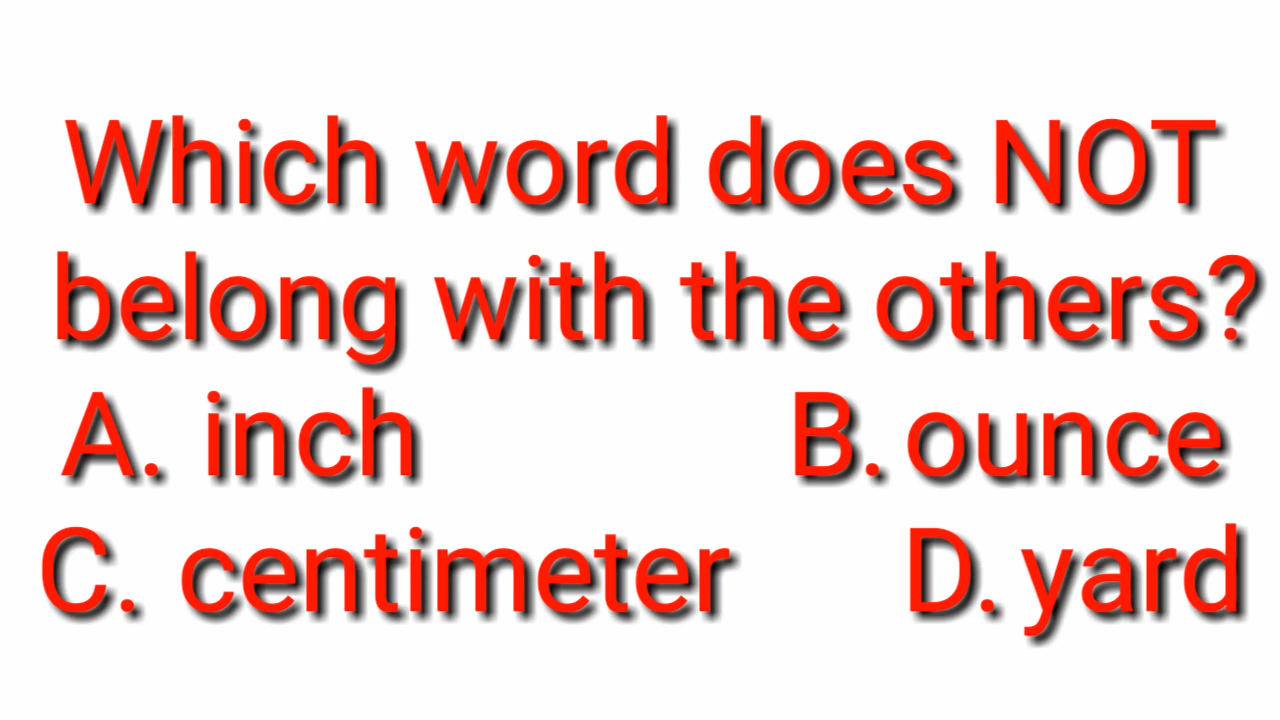 Which word does NOT
belong with the others?
A. inch B. ounce
C. centimeter D. yard